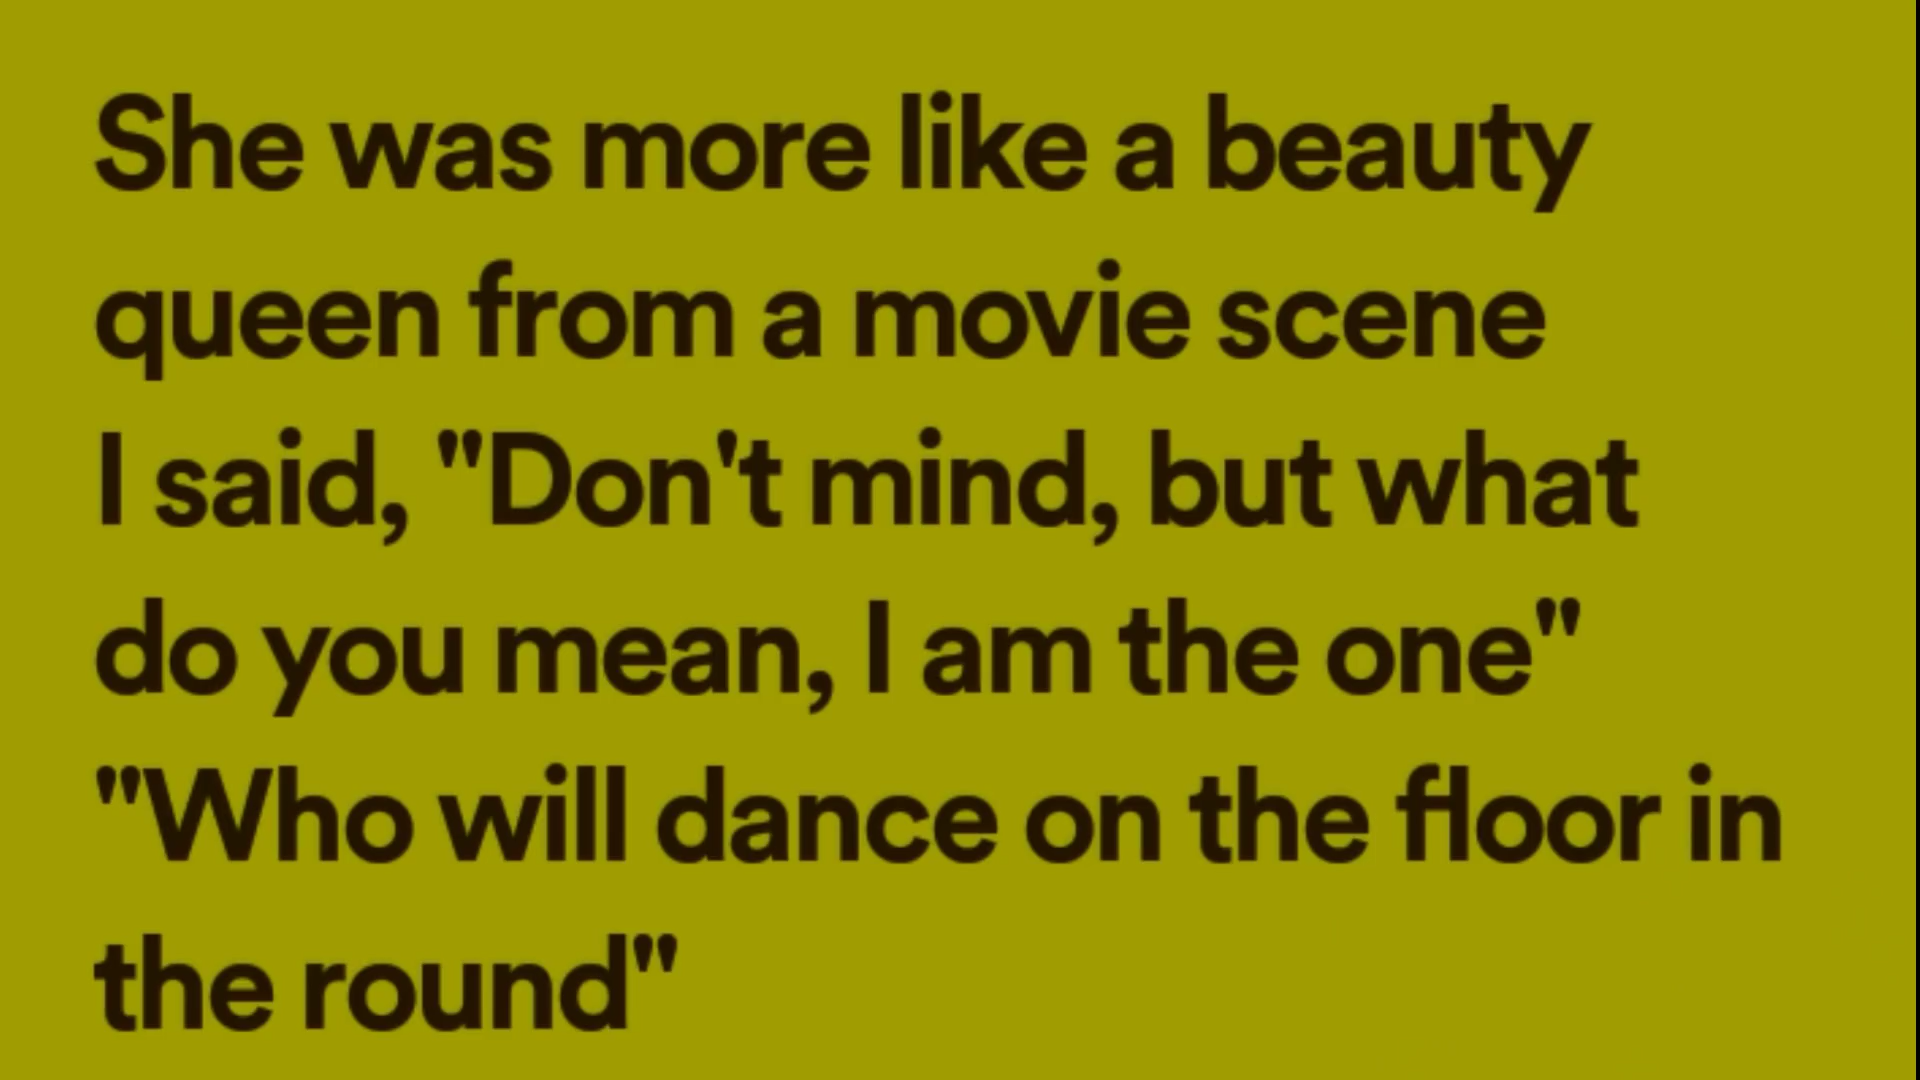 She was more like a beauty
queen from a movie scene
I said, "Don't mind, but what
do you mean, I am the one"
"Who will dance on the floor in
the round"